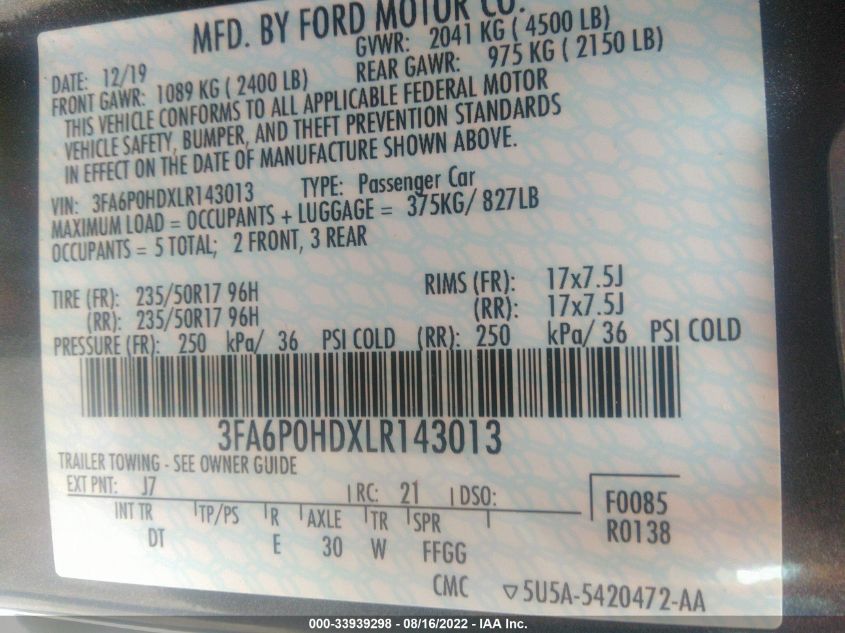 MFD. BY FORD MOTOR CO.
DATE: 12/19 GVWR: 2041 KG ( 4500 LB)
FRONT GAWR: 1089 KG ( 2400 LB) REAR GAWR: 975 KG ( 2150 LB)
THIS VEHICLE CONFORMS TO ALL APPLICABLE FEDERAL MOTOR
VEHICLE SAFETY, BUMPER, AND THEFT PREVENTION STANDARDS
IN EFFECT ON THE DATE OF MANUFACTURE SHOWN ABOVE.
VIN: 3FA6P0HDXLR143013 TYPE: Passenger Car
MAXIMUM LOAD = OCCUPANTS + LUGGAGE = 375KG/ 827LB
OCCUPANTS = 5 TOTAL; 2 FRONT, 3 REAR
TIRE (FR): 235/50R17 96H RIMS (FR): 17x7.5J
(RR): 235/50R17 96H (RR): 17x7.5J
PRESSURE (FR): 250 kPa/ 36 PSI COLD (RR): 250 kPa/ 36 PSI COLD
3FA6P0HDXLR143013
TRAILER TOWING - SEE OWNER GUIDE
EXT PNT: J7 RC: 21 DSO:
INT TR TP/PS R AXLE TR SPR
DT E 30 W FFGG
F0085
R0138
CMC ▽5U5A-5420472-AA
000-33939298 - 08/16/2022 - IAA Inc.